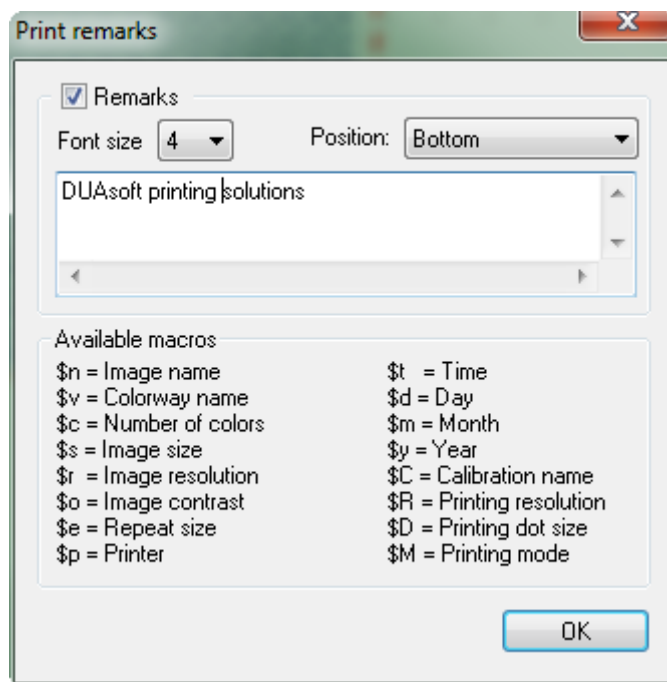 Print remarks
Remarks
Font size 4 Position: Bottom
DUAsoft printing solutions
Available macros
$n = Image name
$v = Colorway name
$c = Number of colors
$s = Image size
$r = Image resolution
$o = Image contrast
$e = Repeat size
$p = Printer
$t = Time
$d = Day
$m = Month
$y = Year
$C = Calibration name
$R = Printing resolution
$D = Printing dot size
$M = Printing mode
OK